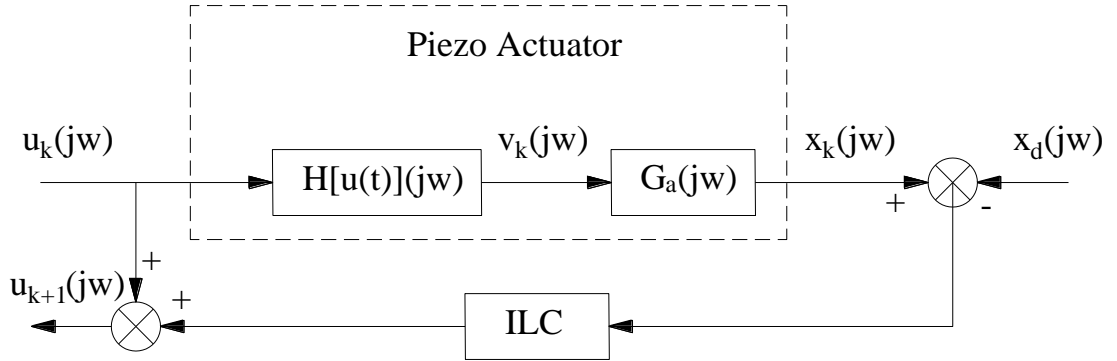 Piezo Actuator
u_k(jw)
v_k(jw)
x_k(jw)
x_d(jw)
H[u(t)](jw)
G_a(jw)
+
-
+
u_{k+1}(jw)
+
ILC